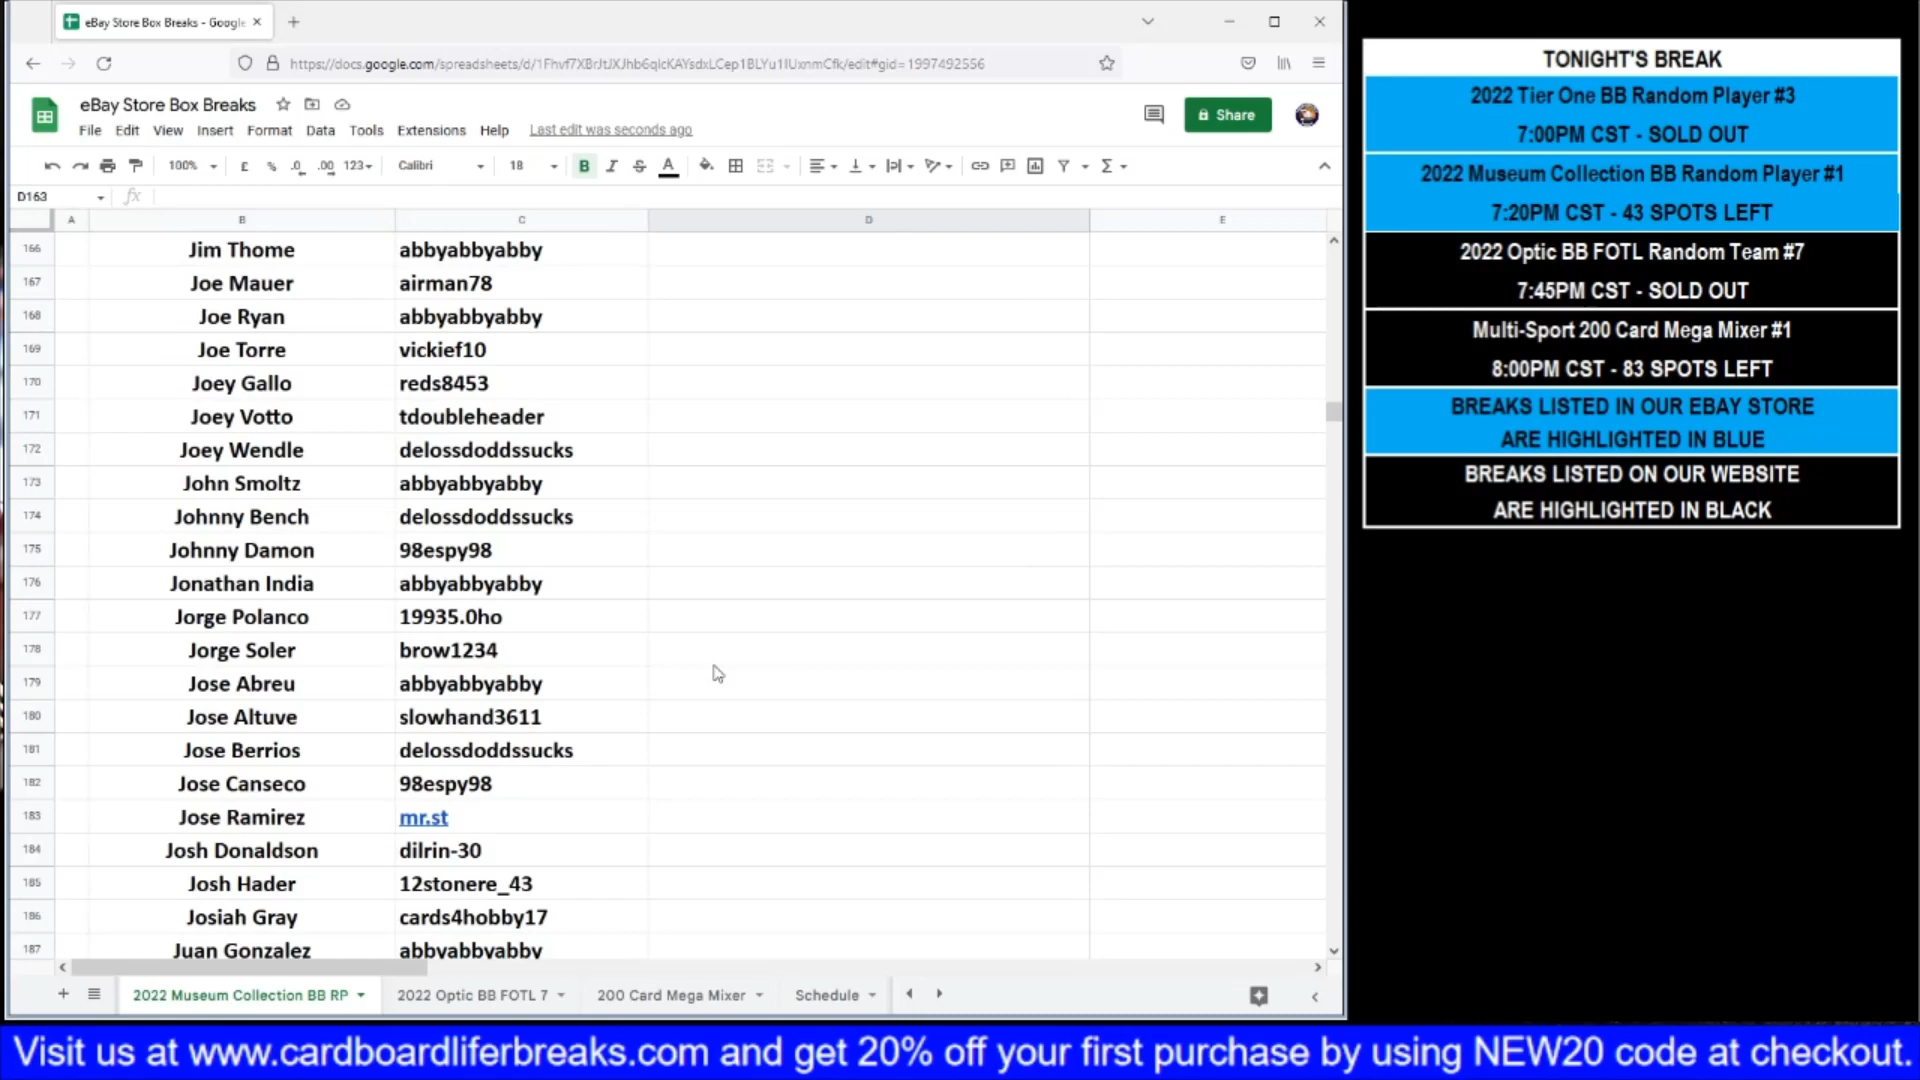 eBay Store Box Breaks - Google
https://docs.google.com/spreadsheets/d/1Fhvf7XBrJtJXJhb6qIcKAYsdxLCep1BLYu1IUxnmCfk/edit#gid=1997492556
eBay Store Box Breaks
File Edit View Insert Format Data Tools Extensions Help Last edit was seconds ago
Share
100% £ % .0 .00 123 Calibri 18 B I S A
D163 fx
A B C D E
166 Jim Thome abbyabbyabby
167 Joe Mauer airman78
168 Joe Ryan abbyabbyabby
169 Joe Torre vickief10
170 Joey Gallo reds8453
171 Joey Votto tdoubleheader
172 Joey Wendle delossdoddssucks
173 John Smoltz abbyabbyabby
174 Johnny Bench delossdoddssucks
175 Johnny Damon 98espy98
176 Jonathan India abbyabbyabby
177 Jorge Polanco 19935.0ho
178 Jorge Soler brow1234
179 Jose Abreu abbyabbyabby
180 Jose Altuve slowhand3611
181 Jose Berrios delossdoddssucks
182 Jose Canseco 98espy98
183 Jose Ramirez mr.st
184 Josh Donaldson dilrin-30
185 Josh Hader 12stonere_43
186 Josiah Gray cards4hobby17
187 Juan Gonzalez abbyabbyabby
2022 Museum Collection BB RP 2022 Optic BB FOTL 7 200 Card Mega Mixer Schedule
TONIGHT'S BREAK
2022 Tier One BB Random Player #3
7:00PM CST - SOLD OUT
2022 Museum Collection BB Random Player #1
7:20PM CST - 43 SPOTS LEFT
2022 Optic BB FOTL Random Team #7
7:45PM CST - SOLD OUT
Multi-Sport 200 Card Mega Mixer #1
8:00PM CST - 83 SPOTS LEFT
BREAKS LISTED IN OUR EBAY STORE
ARE HIGHLIGHTED IN BLUE
BREAKS LISTED ON OUR WEBSITE
ARE HIGHLIGHTED IN BLACK
Visit us at www.cardboardliferbreaks.com and get 20% off your first purchase by using NEW20 code at checkout.